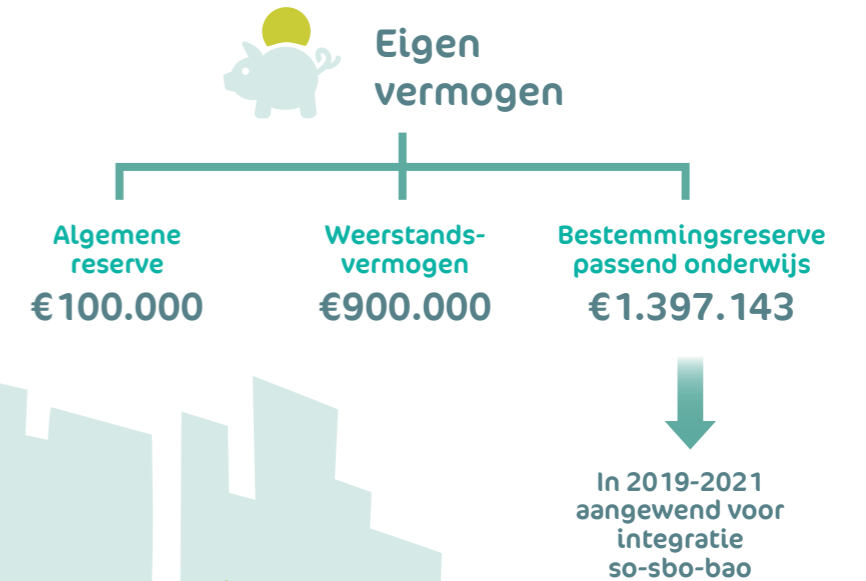 Eigen
vermogen
Algemene
reserve
€100.000
Weerstands-
vermogen
€900.000
Bestemmingsreserve
passend onderwijs
€1.397.143
In 2019-2021
aangewend voor
integratie
so-sbo-bao